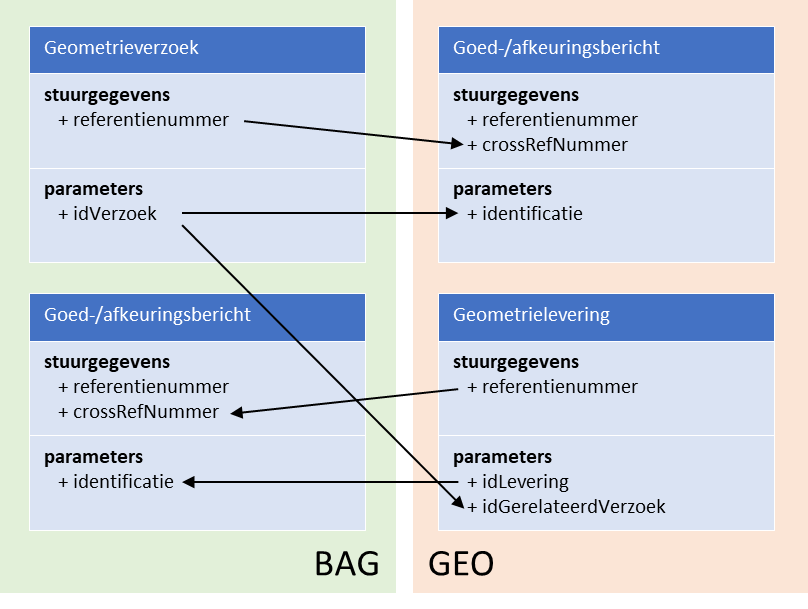 Geometrieverzoek
stuurgegevens
+ referentienummer
parameters
+ idVerzoek
Goed-/afkeuringsbericht
stuurgegevens
+ referentienummer
+ crossRefNummer
parameters
+ identificatie
Goed-/afkeuringsbericht
stuurgegevens
+ referentienummer
+ crossRefNummer
parameters
+ identificatie
Geometrielevering
stuurgegevens
+ referentienummer
parameters
+ idLevering
+ idGerelateerdVerzoek
BAG
GEO